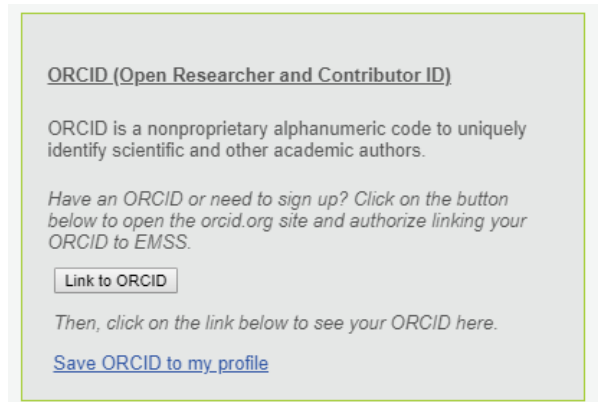 ORCID (Open Researcher and Contributor ID)
ORCID is a nonproprietary alphanumeric code to uniquely
identify scientific and other academic authors.
Have an ORCID or need to sign up? Click on the button
below to open the orcid.org site and authorize linking your
ORCID to EMSS.
Link to ORCID
Then, click on the link below to see your ORCID here.
Save ORCID to my profile